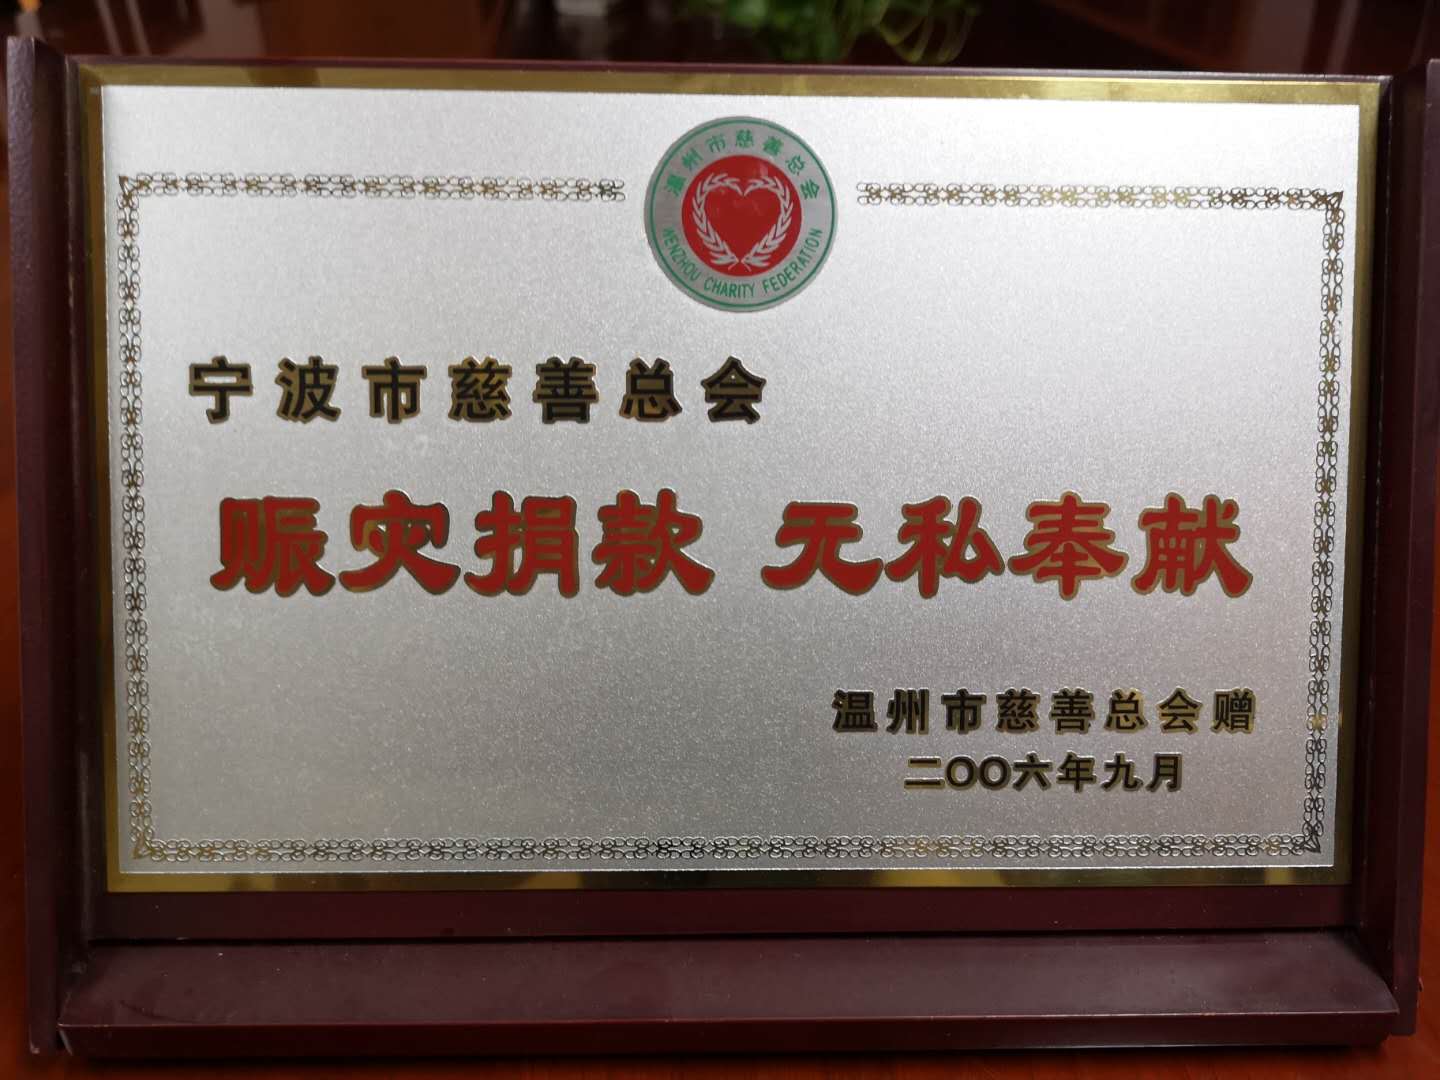 温州市慈善总会
WENZHOU CHARITY FEDERATION
宁波市慈善总会
赈灾捐款 无私奉献
温州市慈善总会赠
二〇〇六年九月